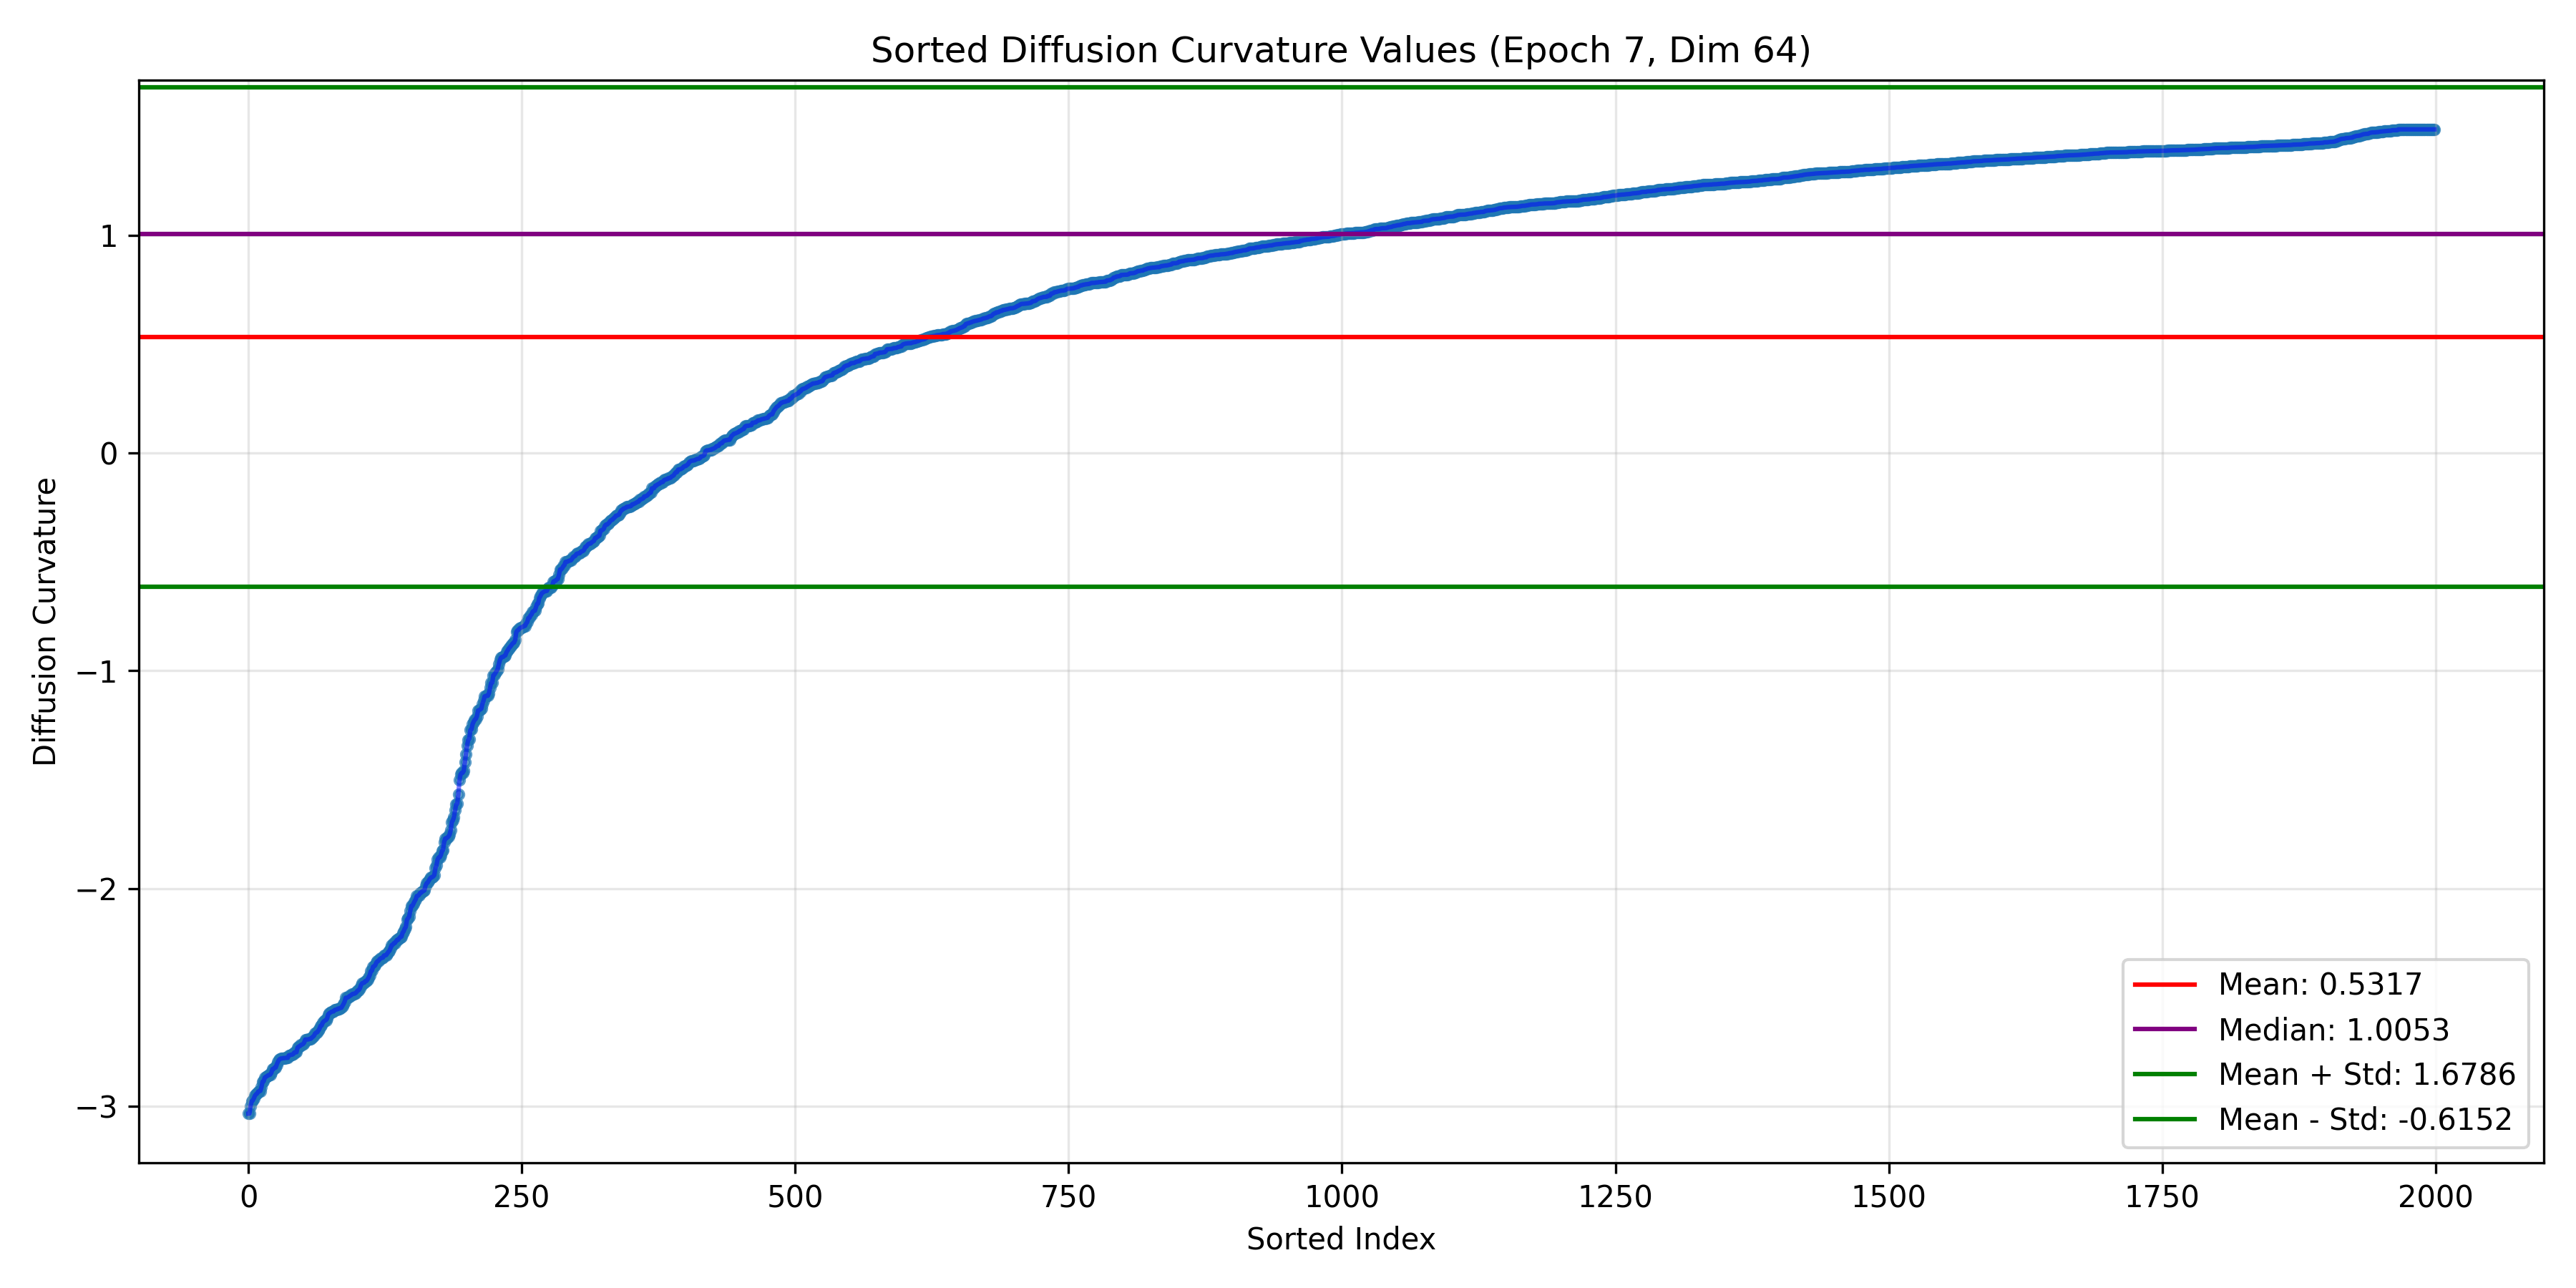 Sorted Diffusion Curvature Values (Epoch 7, Dim 64)
Diffusion Curvature
1
0
−1
−2
−3
Mean: 0.5317
Median: 1.0053
Mean + Std: 1.6786
Mean - Std: -0.6152
0 250 500 750 1000 1250 1500 1750 2000
Sorted Index